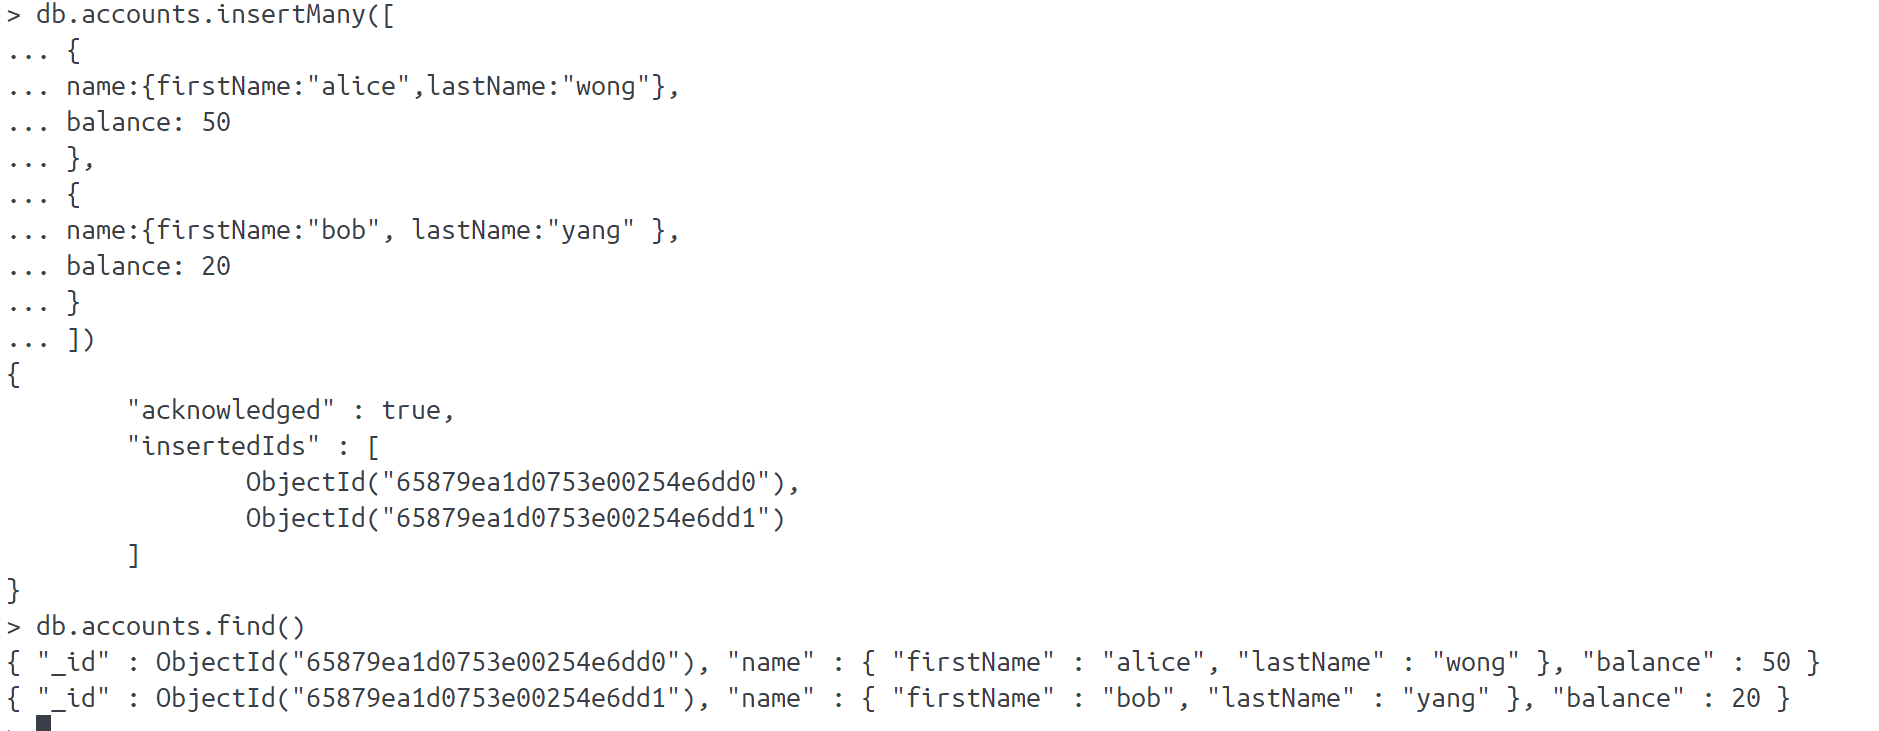 > db.accounts.insertMany([
... {
... name:{firstName:"alice",lastName:"wong"},
... balance: 50
... },
... {
... name:{firstName:"bob", lastName:"yang" },
... balance: 20
... }
... ])
{
        "acknowledged" : true,
        "insertedIds" : [
                ObjectId("65879ea1d0753e00254e6dd0"),
                ObjectId("65879ea1d0753e00254e6dd1")
        ]
}
> db.accounts.find()
{ "_id" : ObjectId("65879ea1d0753e00254e6dd0"), "name" : { "firstName" : "alice", "lastName" : "wong" }, "balance" : 50 }
{ "_id" : ObjectId("65879ea1d0753e00254e6dd1"), "name" : { "firstName" : "bob", "lastName" : "yang" }, "balance" : 20 }